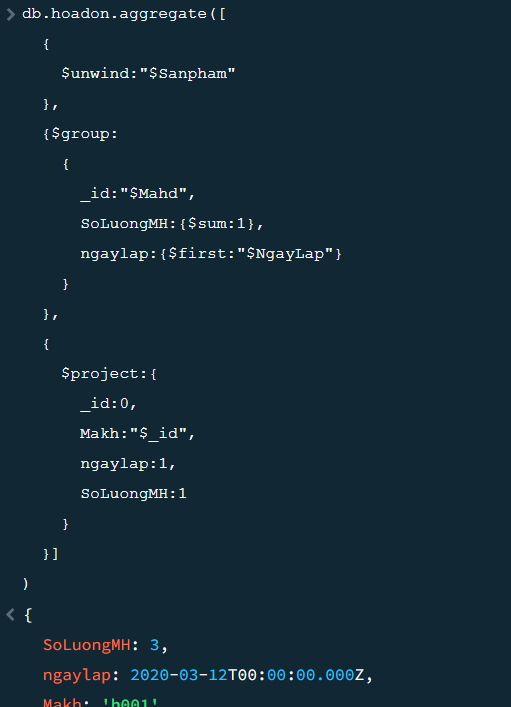 db.hoadon.aggregate([
{
$unwind:"$Sanpham"
},
{$group:
{
_id:"$Mahd",
SoLuongMH:{$sum:1},
ngaylap:{$first:"$NgayLap"}
}
},
{
$project:{
_id:0,
Makh:"$_id",
ngaylap:1,
SoLuongMH:1
}
}]
)
{
SoLuongMH: 3,
ngaylap: 2020-03-12T00:00:00.000Z,
Makh: 'h001'